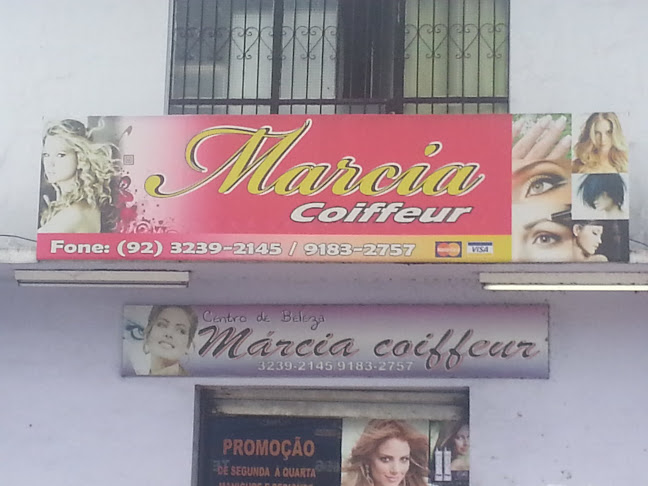 Marcia
Coiffeur
Fone: (92) 3239-2145 / 9183-2757
MasterCard VISA
Centro de Beleza
Márcia coiffeur
3239-2145 9183-2757
PROMOÇÃO
DE SEGUNDA À QUARTA